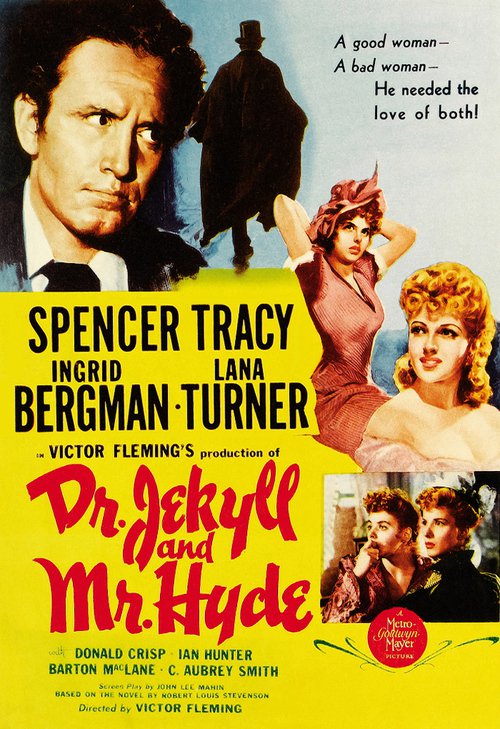 A good woman—
A bad woman—
He needed the
love of both!
SPENCER TRACY
INGRID LANA
BERGMAN · TURNER
IN VICTOR FLEMING'S production of
Dr. Jekyll
and
Mr. Hyde
with DONALD CRISP · IAN HUNTER
BARTON MacLANE · C. AUBREY SMITH
Screen Play by JOHN LEE MAHIN
BASED ON THE NOVEL BY ROBERT LOUIS STEVENSON
Directed by VICTOR FLEMING
A
Metro-
Goldwyn-
Mayer
PICTURE